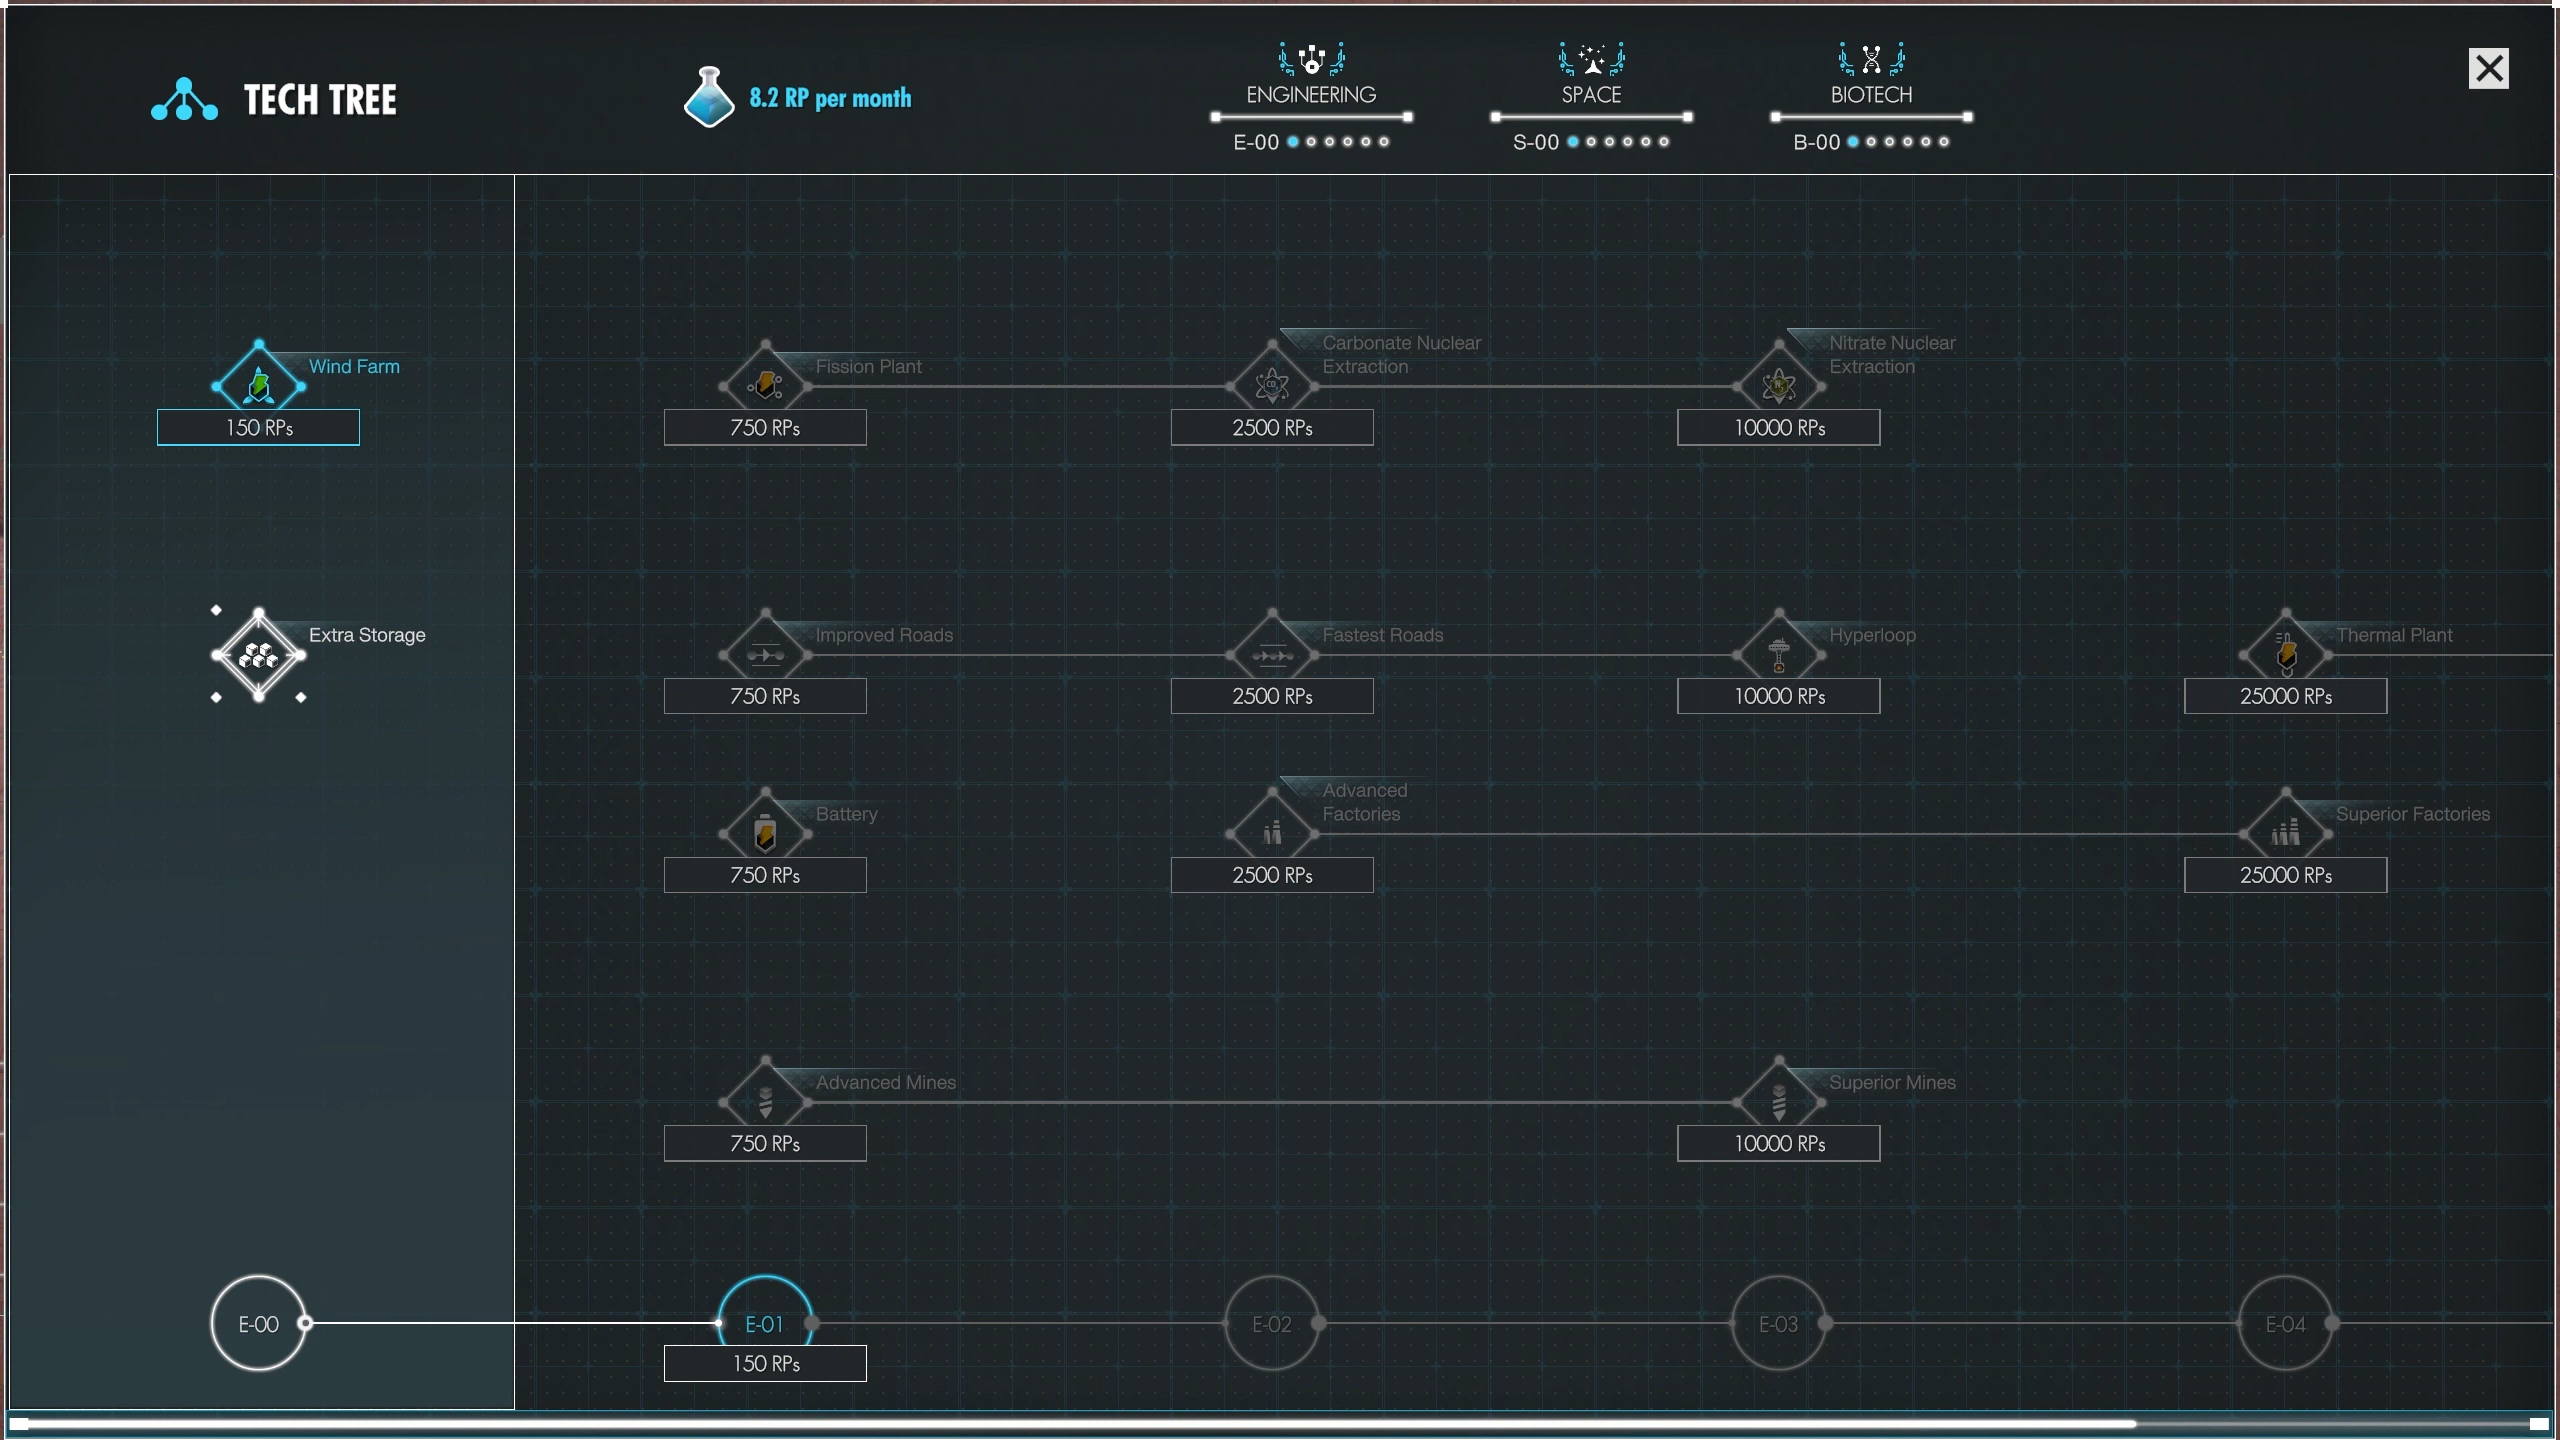 TECH TREE
8.2 RP per month
ENGINEERING
E-00
SPACE
S-00
BIOTECH
B-00
Wind Farm
150 RPs
Fission Plant
750 RPs
Carbonate Nuclear
Extraction
2500 RPs
Nitrate Nuclear
Extraction
10000 RPs
Extra Storage
Improved Roads
750 RPs
Fastest Roads
2500 RPs
Hyperloop
10000 RPs
Thermal Plant
25000 RPs
Battery
750 RPs
Advanced
Factories
2500 RPs
Superior Factories
25000 RPs
Advanced Mines
750 RPs
Superior Mines
10000 RPs
E-00
E-01
150 RPs
E-02
E-03
E-04